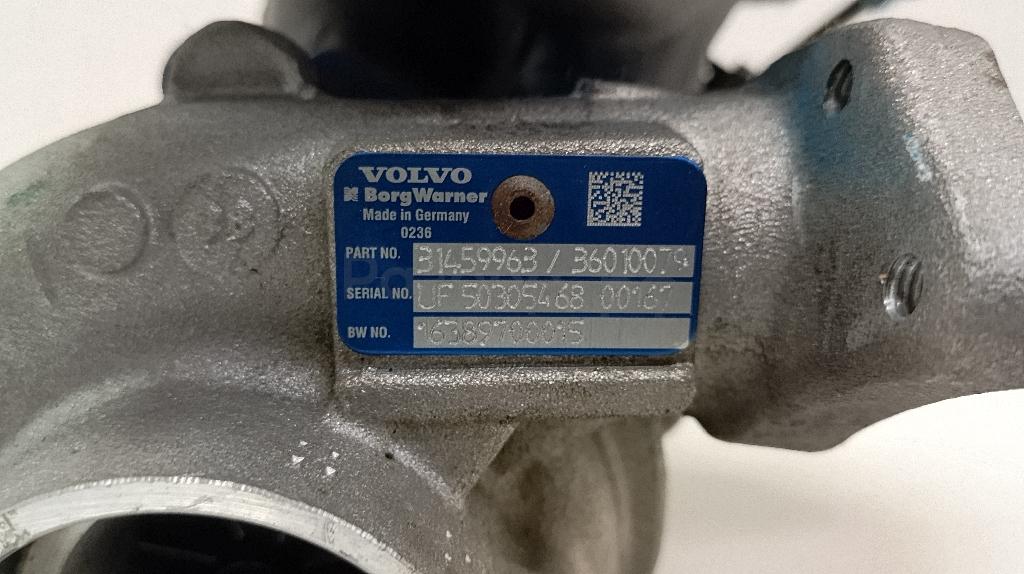 VOLVO
BorgWarner
Made in Germany
0236
PART NO. 31459963 / 36010079
SERIAL NO. UF 50305468 00167
BW NO. 16389700015